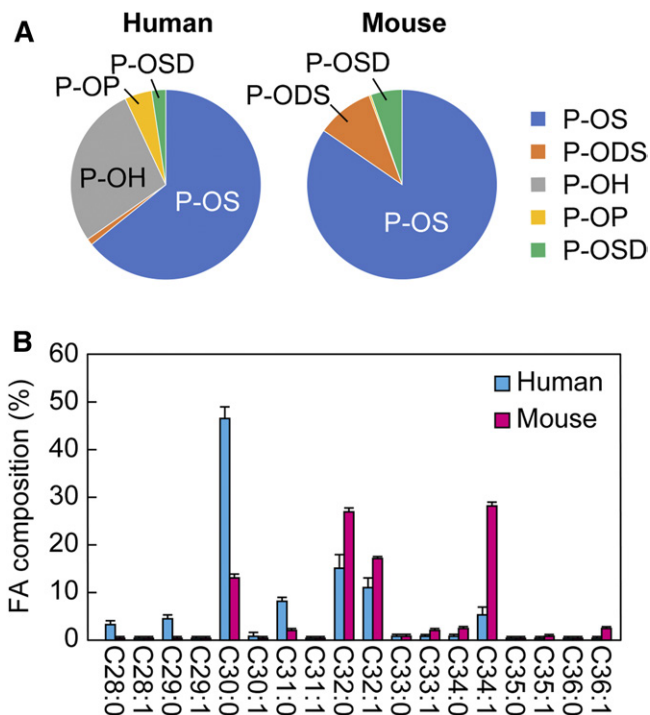 A
Human
Mouse
P-OSD
P-OP
P-OH
P-OS
P-OSD
P-ODS
P-OS
P-OS
P-ODS
P-OH
P-OP
P-OSD
B
FA composition (%)
60
50
40
30
20
10
0
Human
Mouse
C28:0
C28:1
C29:0
C29:1
C30:0
C30:1
C31:0
C31:1
C32:0
C32:1
C33:0
C33:1
C34:0
C34:1
C35:0
C35:1
C36:0
C36:1